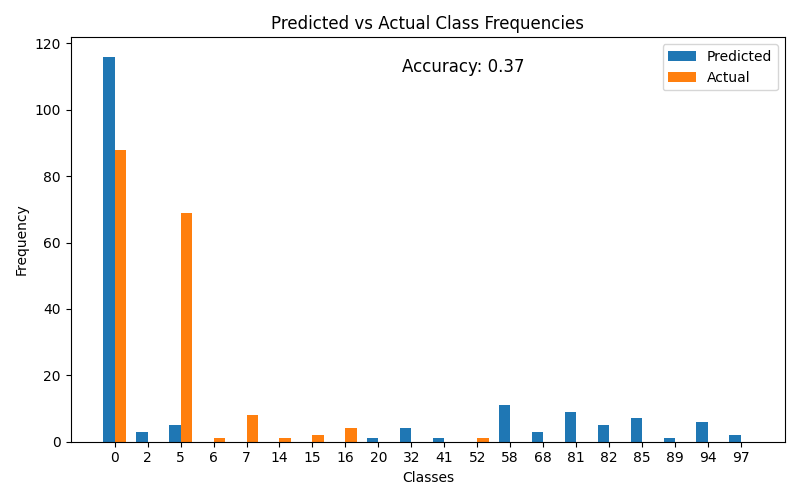 Predicted vs Actual Class Frequencies
Accuracy: 0.37
Predicted
Actual
120
100
80
60
40
20
0
Frequency
0 2 5 6 7 14 15 16 20 32 41 52 58 68 81 82 85 89 94 97
Classes